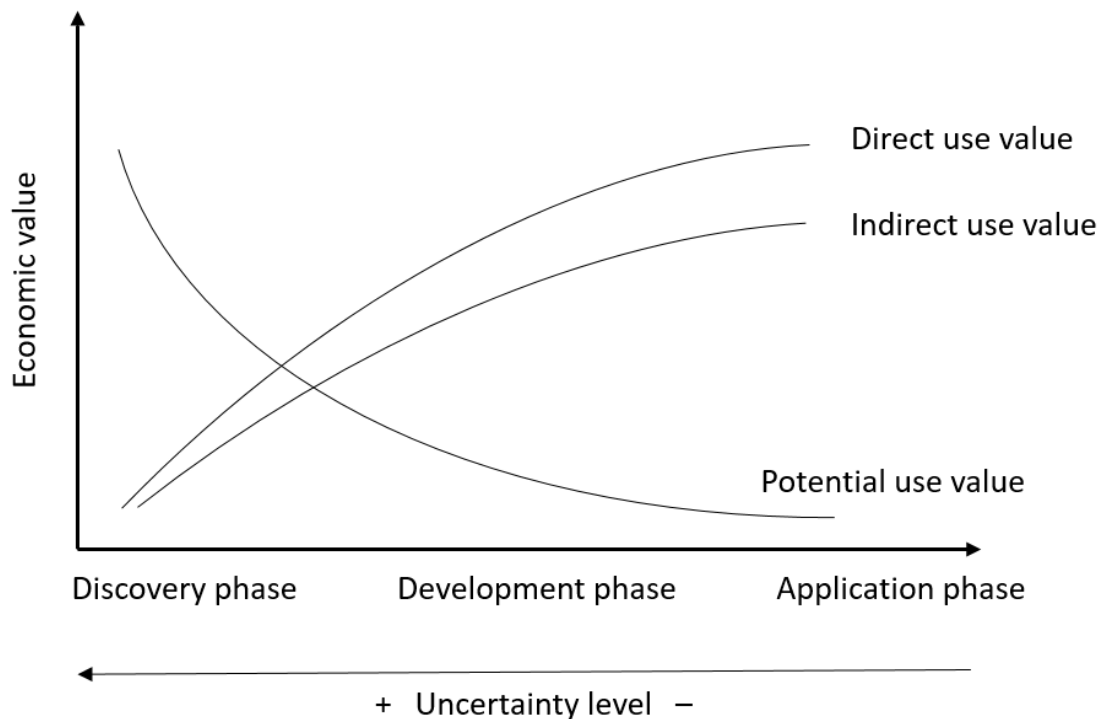 Economic value
Direct use value
Indirect use value
Potential use value
Discovery phase Development phase Application phase
+ Uncertainty level –